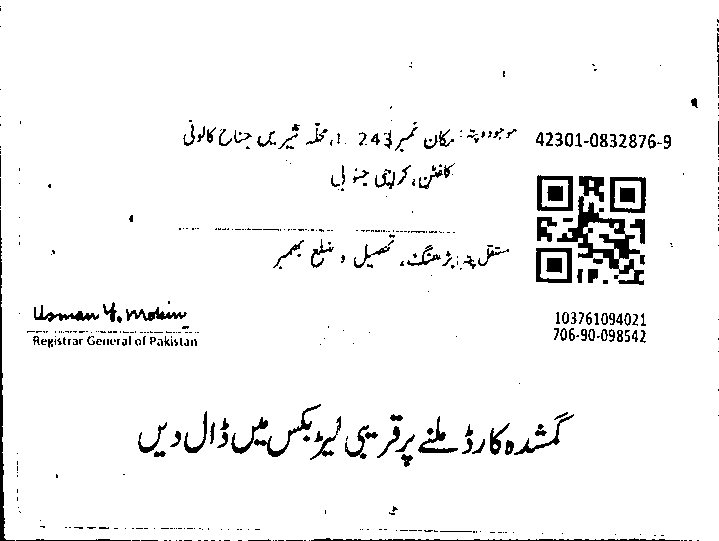 موجودہ پتہ: مکان نمبر 243 1، محلہ شیریں جناح کالونی
کلفٹن، کراچی جنوبی
42301-0832876-9
مستقل پتہ: پڑھنگ، تحصیل و ضلع بھمبر
103761094021
706-90-098542
Usman Y. Mobin
Registrar General of Pakistan
گمشدہ کارڈ ملنے پر قریبی لیٹر بکس میں ڈال دیں